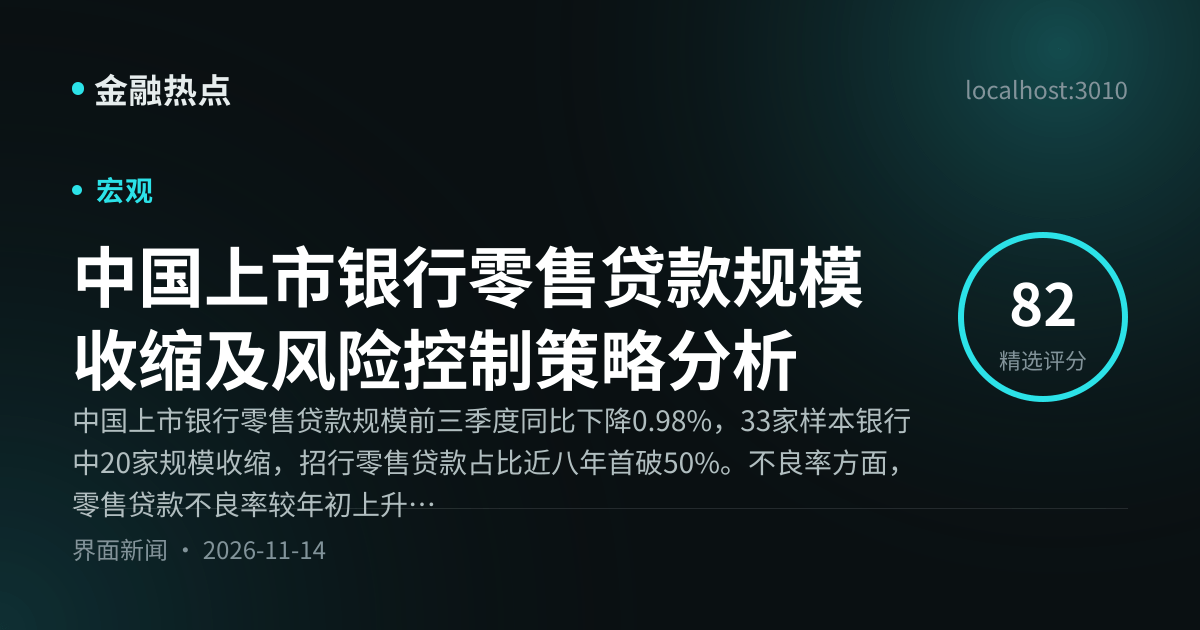 金融热点
localhost:3010
宏观
中国上市银行零售贷款规模
收缩及风险控制策略分析
82
精选评分
中国上市银行零售贷款规模前三季度同比下降0.98%，33家样本银行
中20家规模收缩，招行零售贷款占比近八年首破50%。不良率方面，
零售贷款不良率较年初上升…
界面新闻 • 2026-11-14